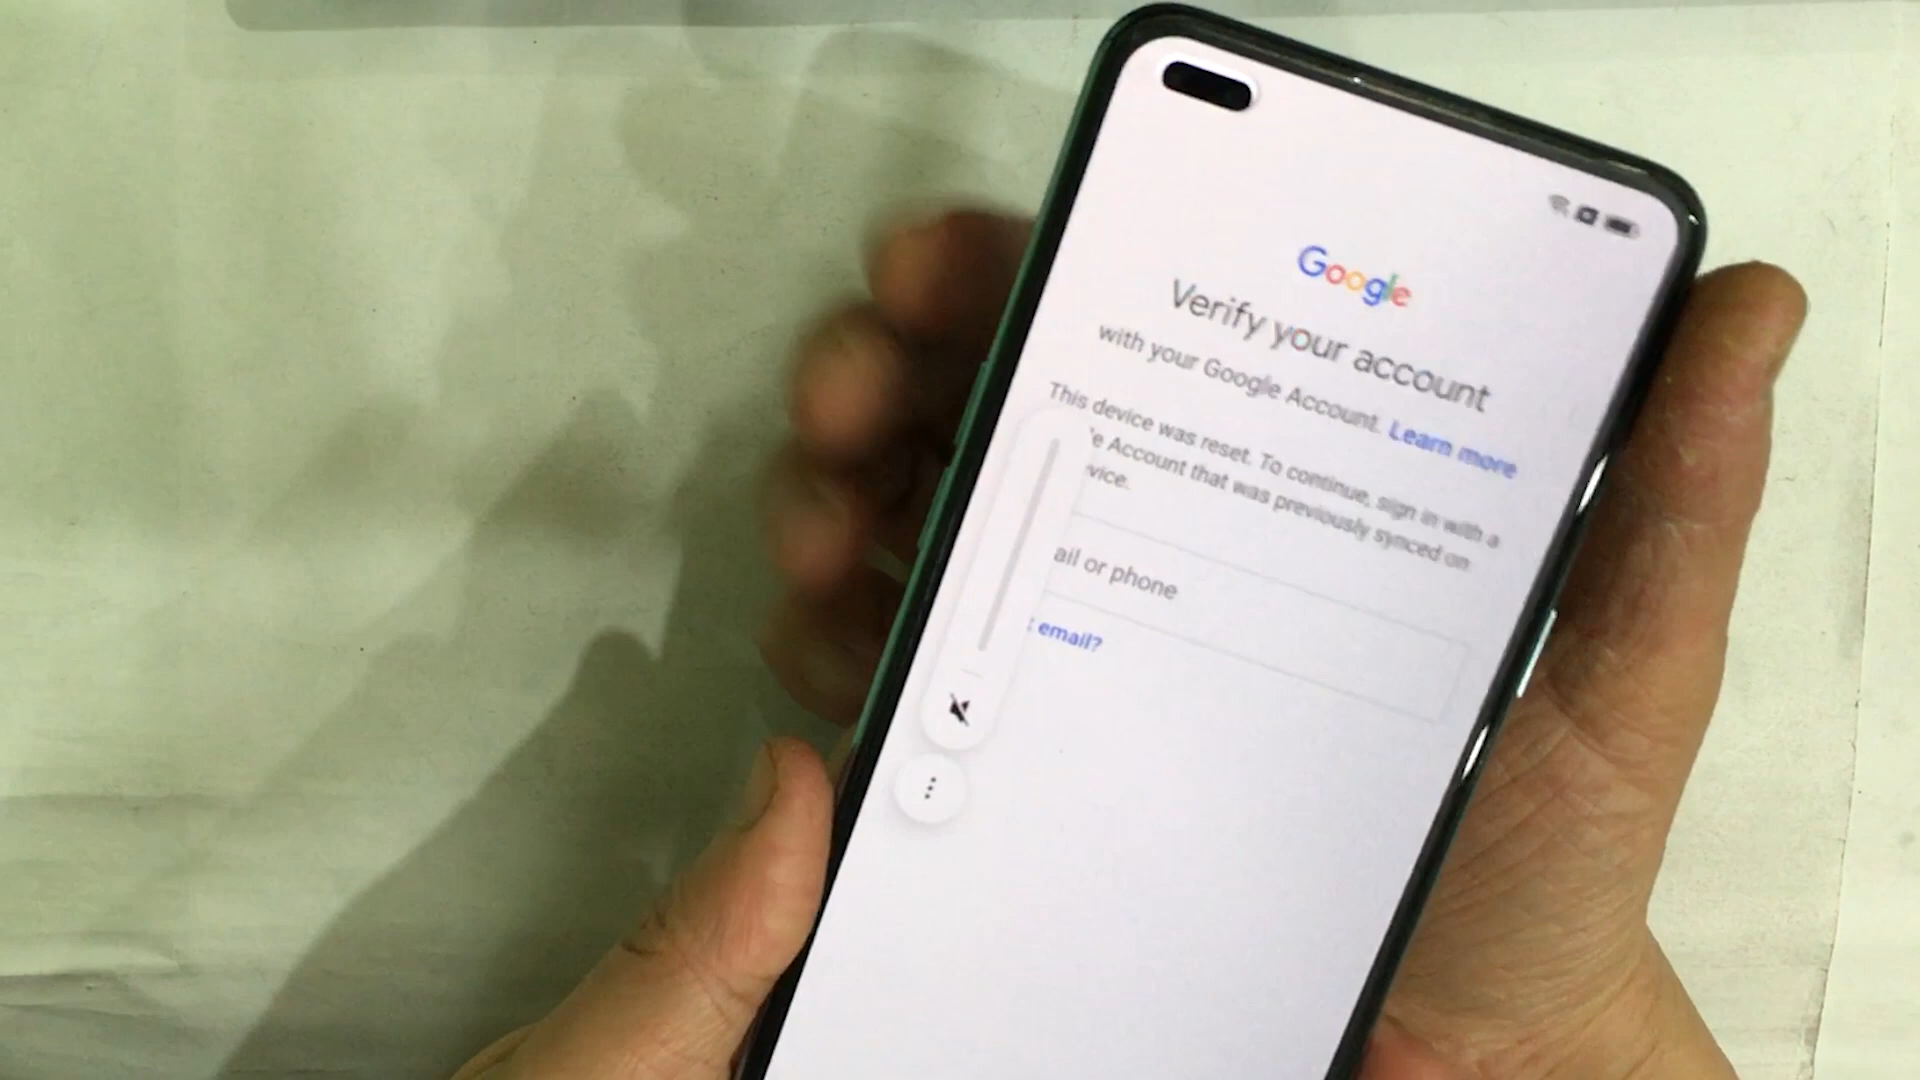 Google
Verify your account
with your Google Account. Learn more
This device was reset. To continue, sign in with a
le Account that was previously synced on
vice.
ail or phone
t email?